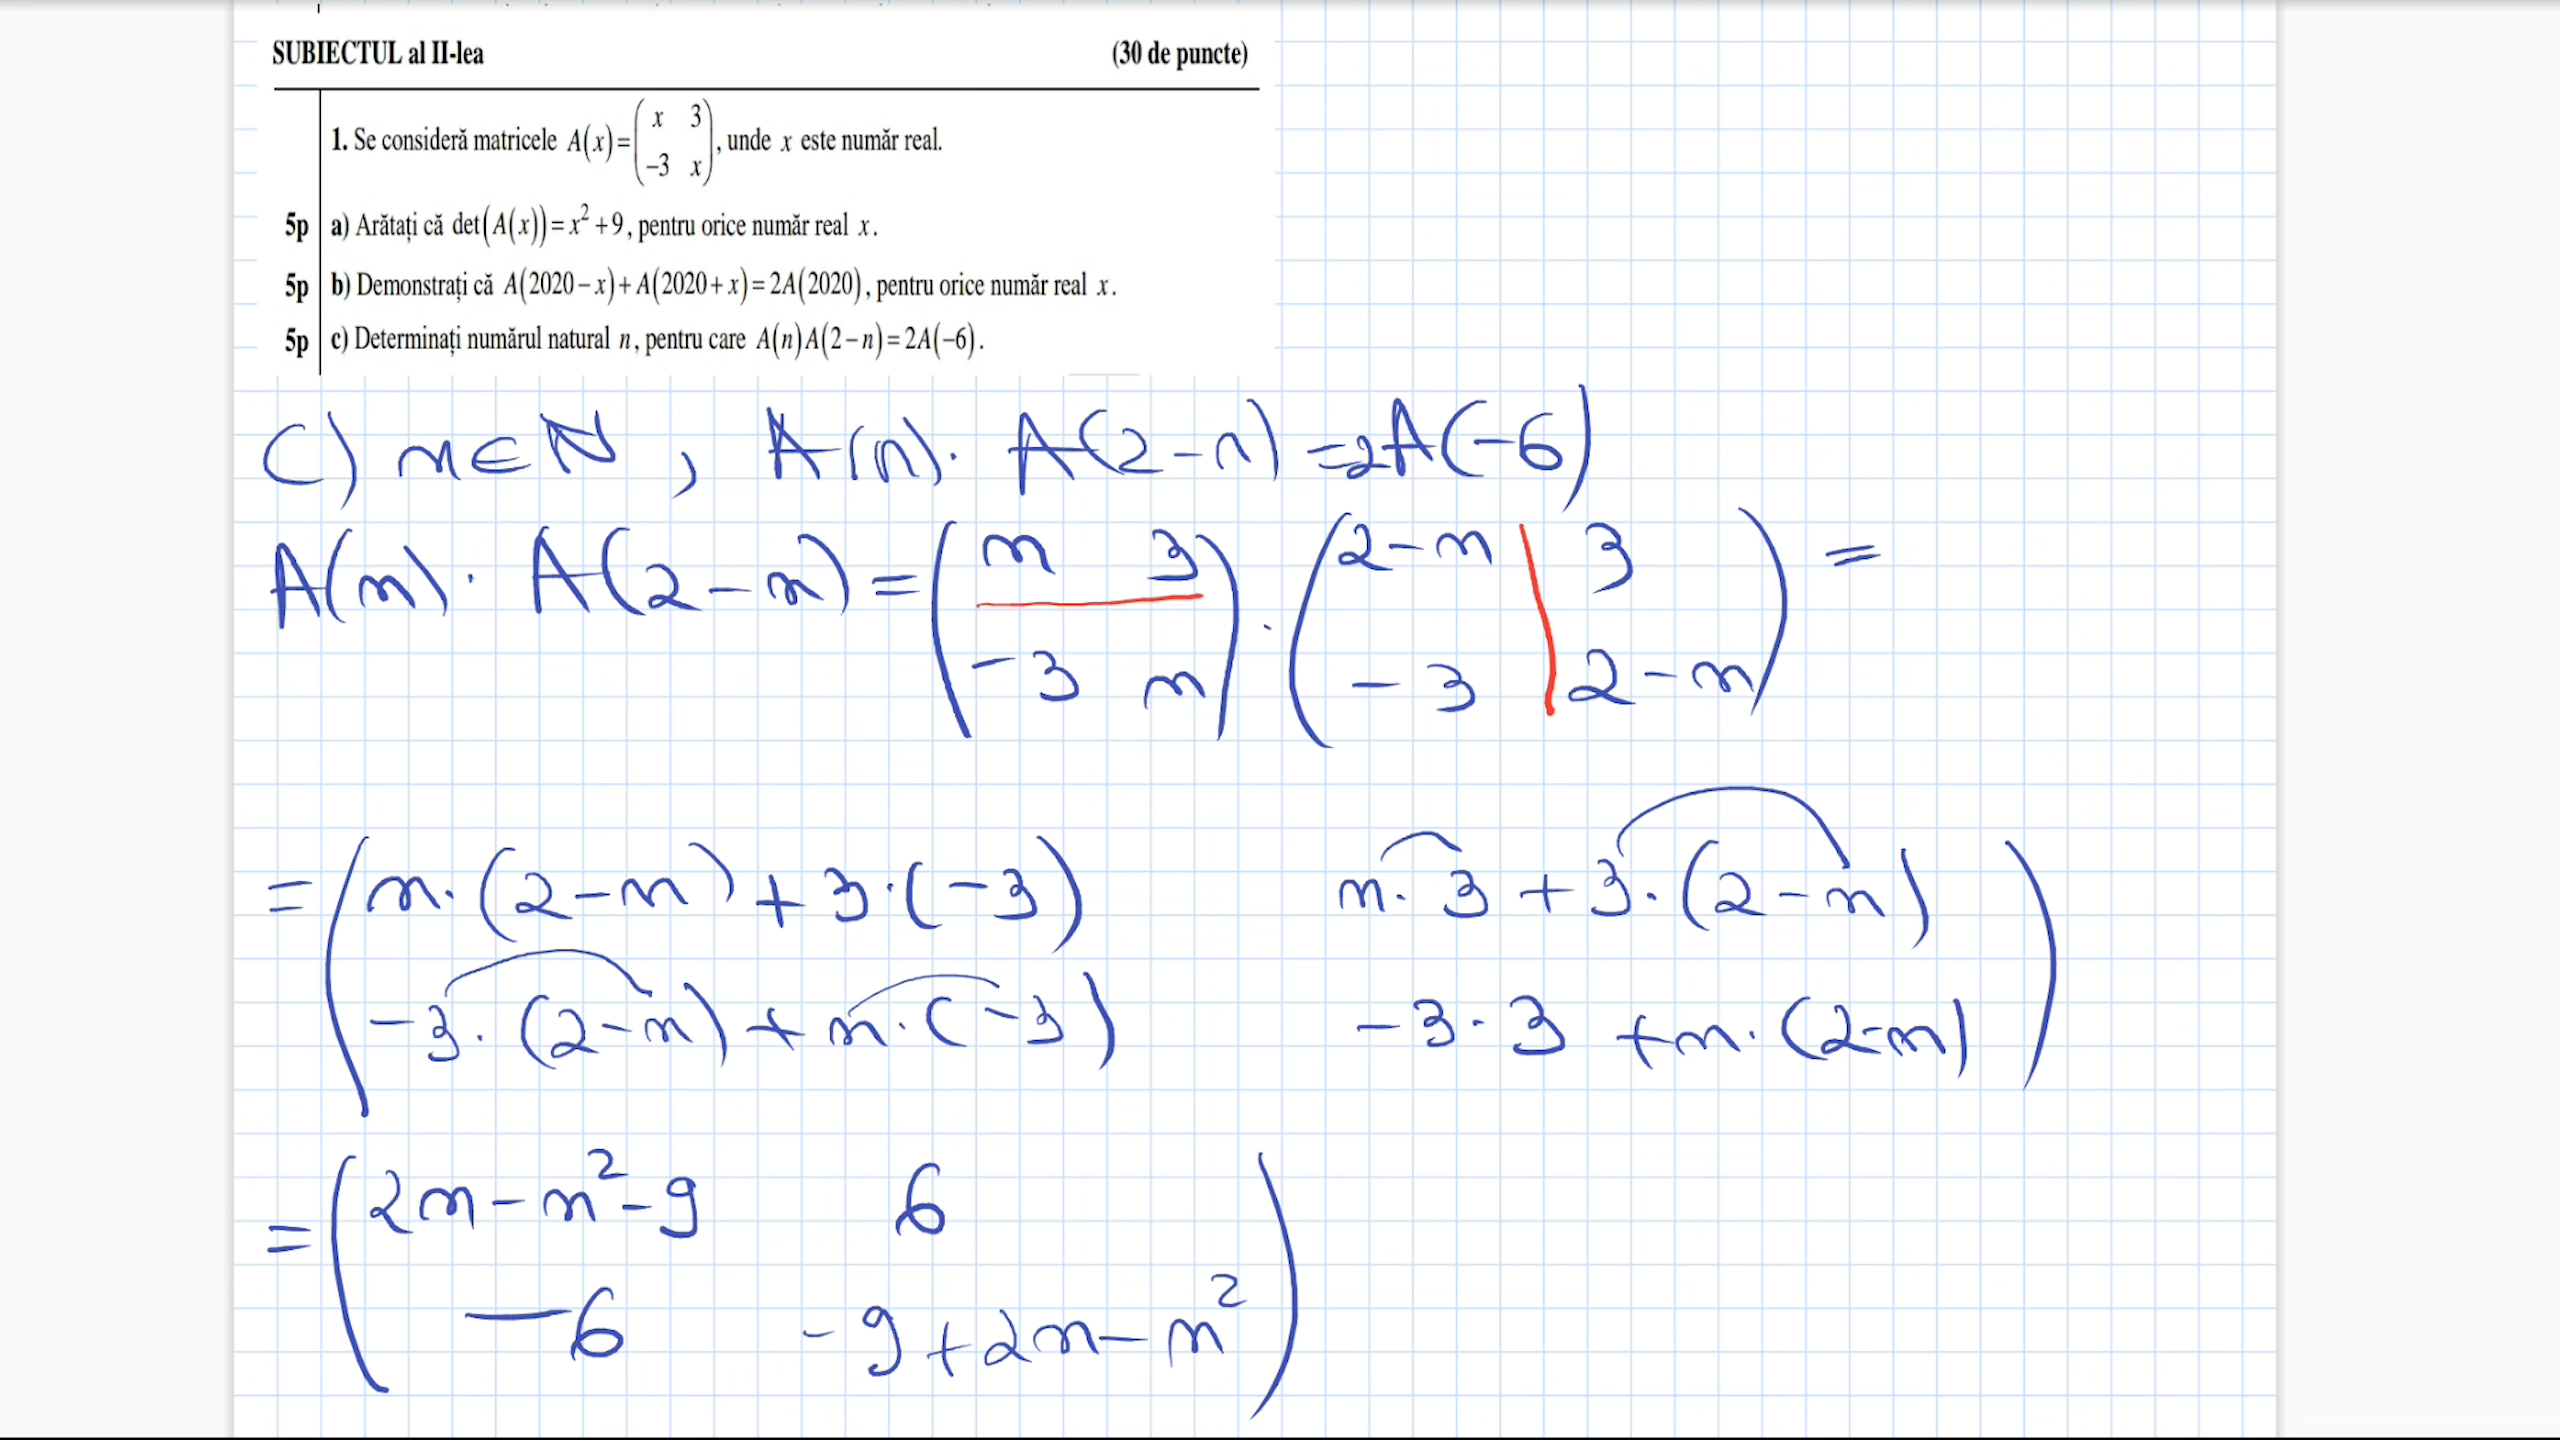 SUBIECTUL al II-lea (30 de puncte)
1. Se consideră matricele A(x) = (x 3; −3 x), unde x este număr real.
5p a) Arătați că det(A(x)) = x² + 9, pentru orice număr real x.
5p b) Demonstrați că A(2020 − x) + A(2020 + x) = 2A(2020), pentru orice număr real x.
5p c) Determinați numărul natural n, pentru care A(n)A(2 − n) = 2A(−6).
C) n ∈ N, A(n) · A(2 − n) = 2A(−6)
A(n) · A(2 − n) = (n 3; −3 n) · (2 − n 3; −3 2 − n) =
= (n · (2 − n) + 3 · (−3) n · 3 + 3 · (2 − n)
−3 · (2 − n) + n · (−3) −3 · 3 + n · (2 − n))
= (2n − n² − 9 6
−6 −9 + 2n − n²)